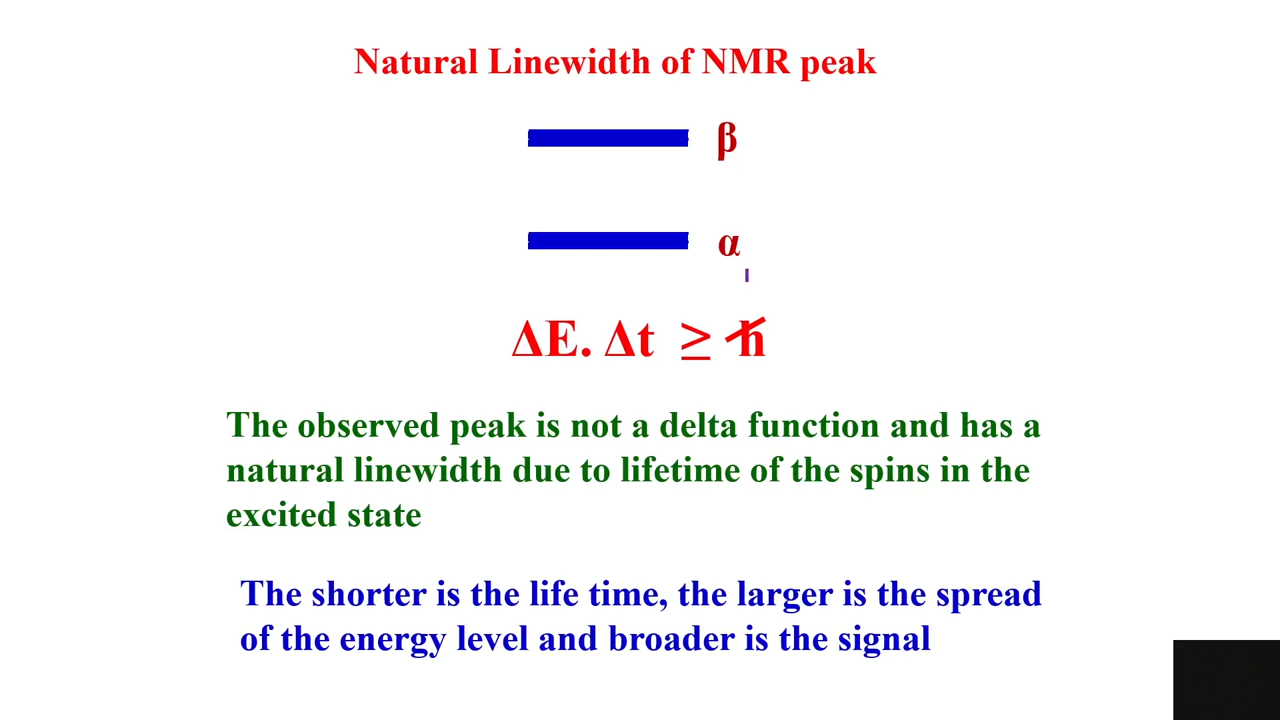 Natural Linewidth of NMR peak
β
α
ΔE. Δt ≥ ħ
The observed peak is not a delta function and has a
natural linewidth due to lifetime of the spins in the
excited state
The shorter is the life time, the larger is the spread
of the energy level and broader is the signal